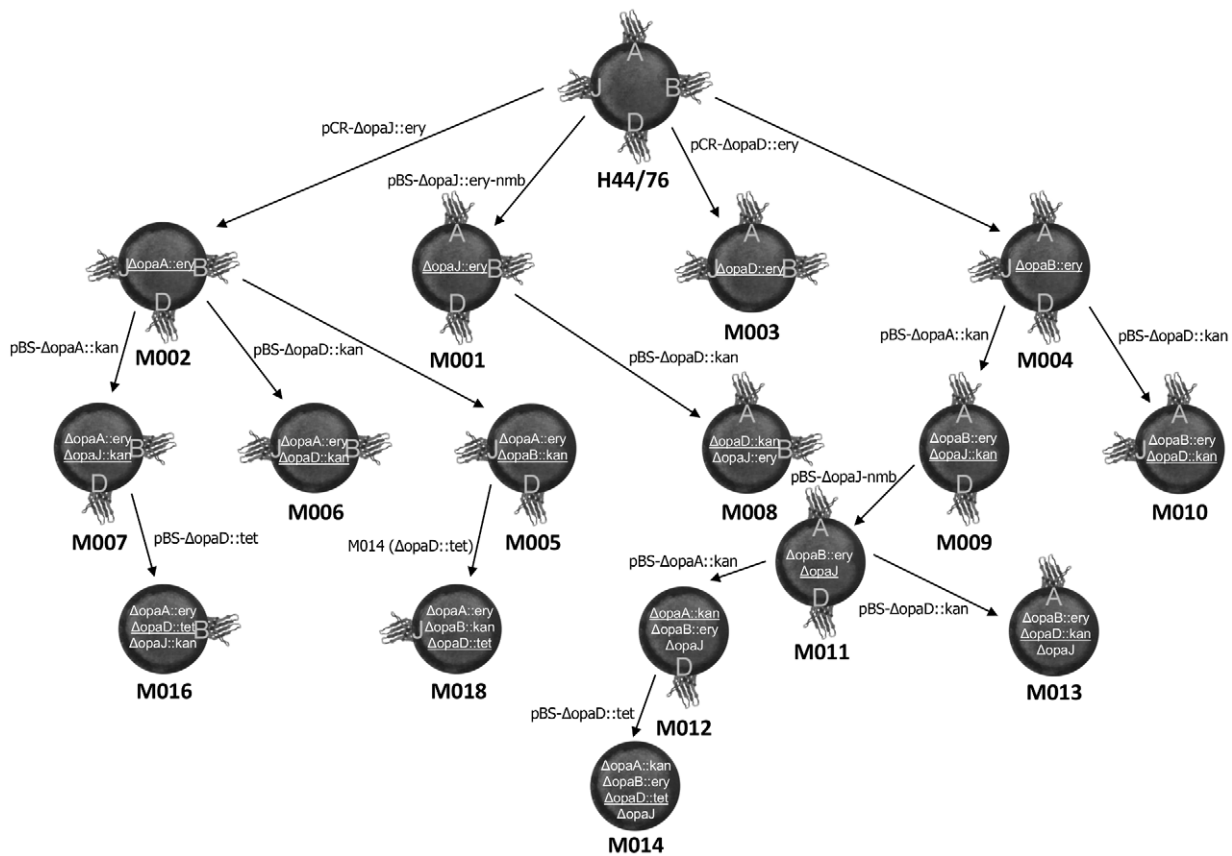 A
J
B
D
H44/76
pCR-ΔopaJ::ery
pBS-ΔopaJ::ery-nmb
pCR-ΔopaD::ery
J
ΔopaA::ery
B
D
M002
A
ΔopaJ::ery
B
D
M001
A
J
ΔopaD::ery
B
M003
A
J
ΔopaB::ery
D
M004
pBS-ΔopaA::kan
pBS-ΔopaD::kan
pBS-ΔopaD::kan
pBS-ΔopaA::kan
pBS-ΔopaD::kan
ΔopaA::ery
ΔopaJ::kan
B
D
M007
ΔopaA::ery
J
ΔopaD::kan
B
M006
ΔopaA::ery
J
ΔopaB::kan
D
M005
A
ΔopaD::kan
ΔopaJ::ery
B
M008
A
ΔopaB::ery
ΔopaJ::kan
D
M009
A
ΔopaB::ery
J
ΔopaD::kan
M010
pBS-ΔopaD::tet
M014 (ΔopaD::tet)
pBS-ΔopaJ-nmb
ΔopaA::ery
ΔopaD::tet
ΔopaJ::kan
B
M016
ΔopaA::ery
J
ΔopaB::kan
ΔopaD::tet
M018
A
ΔopaB::ery
ΔopaJ
D
M011
pBS-ΔopaA::kan
pBS-ΔopaD::kan
ΔopaA::kan
ΔopaB::ery
ΔopaJ
D
M012
A
ΔopaB::ery
ΔopaD::kan
ΔopaJ
M013
pBS-ΔopaD::tet
ΔopaA::kan
ΔopaB::ery
ΔopaD::tet
ΔopaJ
M014